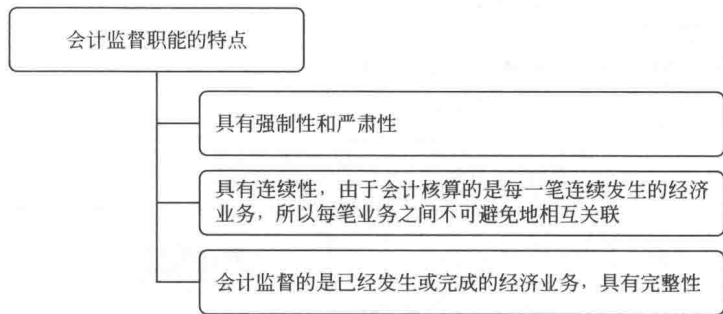 会计监督职能的特点
具有强制性和严肃性
具有连续性，由于会计核算的是每一笔连续发生的经济
业务，所以每笔业务之间不可避免地相互关联
会计监督的是已经发生或完成的经济业务，具有完整性